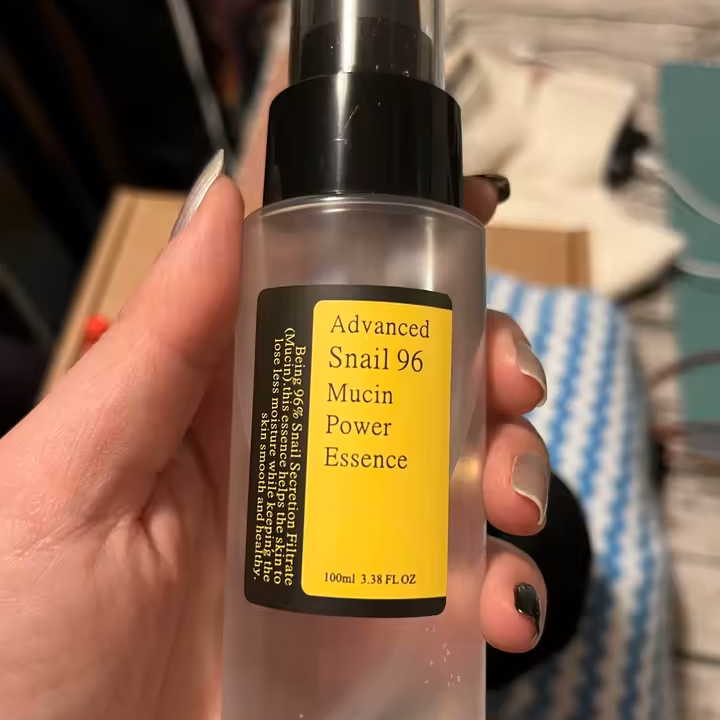 Advanced
Snail 96
Mucin
Power
Essence
100ml 3.38 FL OZ
Being 96% Snail Secretion Filtrate
(Mucin).this essence helps the skin to
lose less moisture while keeping the
skin smooth and healthy.